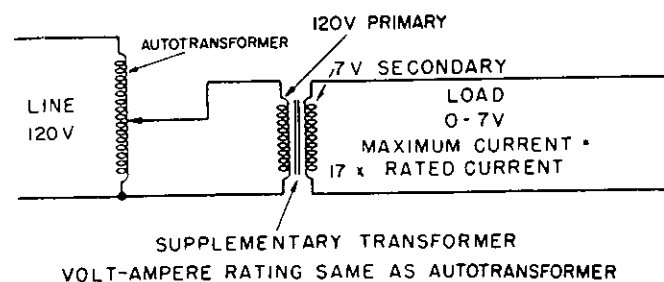 120V PRIMARY
AUTOTRANSFORMER
7V SECONDARY
LINE
120V
LOAD
0-7V
MAXIMUM CURRENT =
17 x RATED CURRENT
SUPPLEMENTARY TRANSFORMER
VOLT-AMPERE RATING SAME AS AUTOTRANSFORMER